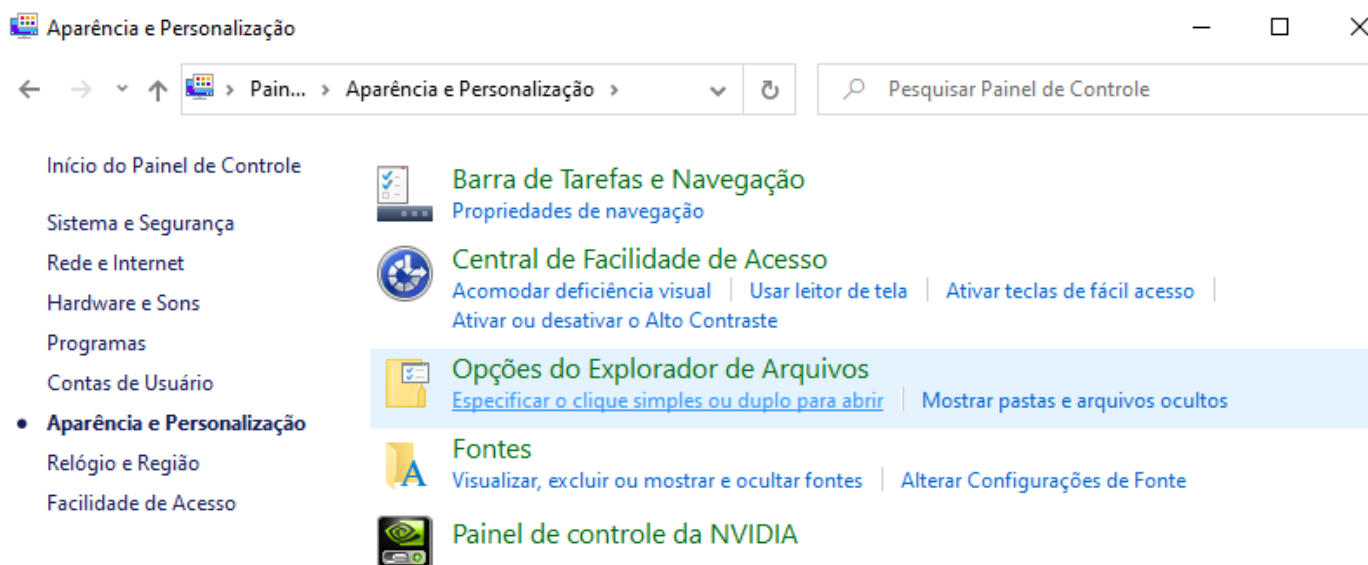 Aparência e Personalização
Pain... Aparência e Personalização Pesquisar Painel de Controle
Início do Painel de Controle
Sistema e Segurança
Rede e Internet
Hardware e Sons
Programas
Contas de Usuário
Aparência e Personalização
Relógio e Região
Facilidade de Acesso
Barra de Tarefas e Navegação
Propriedades de navegação
Central de Facilidade de Acesso
Acomodar deficiência visual Usar leitor de tela Ativar teclas de fácil acesso
Ativar ou desativar o Alto Contraste
Opções do Explorador de Arquivos
Especificar o clique simples ou duplo para abrir Mostrar pastas e arquivos ocultos
Fontes
Visualizar, excluir ou mostrar e ocultar fontes Alterar Configurações de Fonte
Painel de controle da NVIDIA